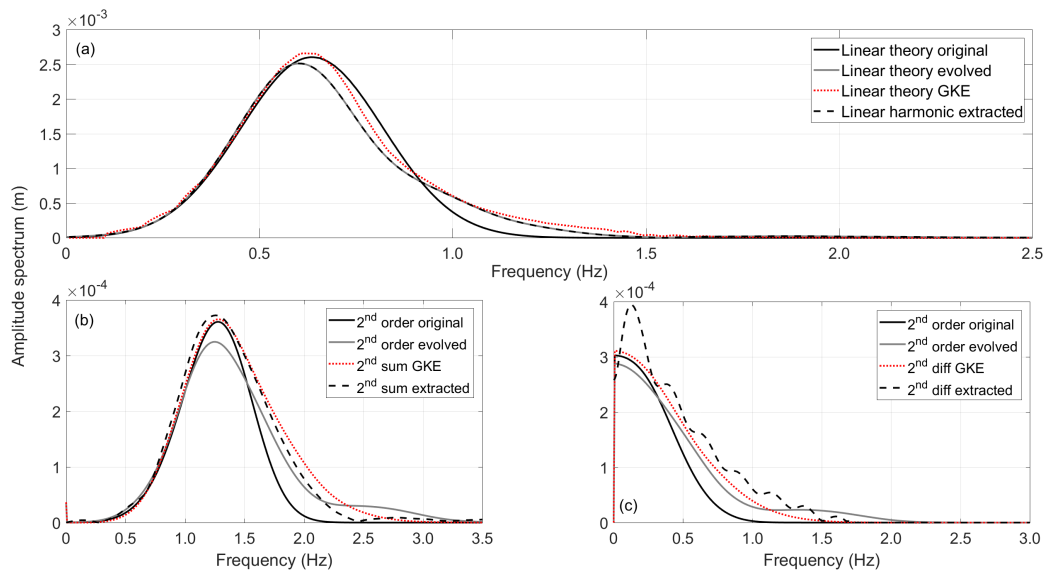 ×10⁻³
(a)
3
2.5
2
1.5
1
0.5
0
0 0.5 1.0 1.5 2.0 2.5
Frequency (Hz)
Linear theory original
Linear theory evolved
Linear theory GKE
Linear harmonic extracted
Amplitude spectrum (m)
×10⁻⁴
(b)
4
3
2
1
0
0 0.5 1.0 1.5 2.0 2.5 3.0 3.5
Frequency (Hz)
2ⁿᵈ order original
2ⁿᵈ order evolved
2ⁿᵈ sum GKE
2ⁿᵈ sum extracted
×10⁻⁴
4
3
2
1
0
(c)
0 0.5 1.0 1.5 2.0 2.5 3.0
Frequency (Hz)
2ⁿᵈ order original
2ⁿᵈ order evolved
2ⁿᵈ diff GKE
2ⁿᵈ diff extracted